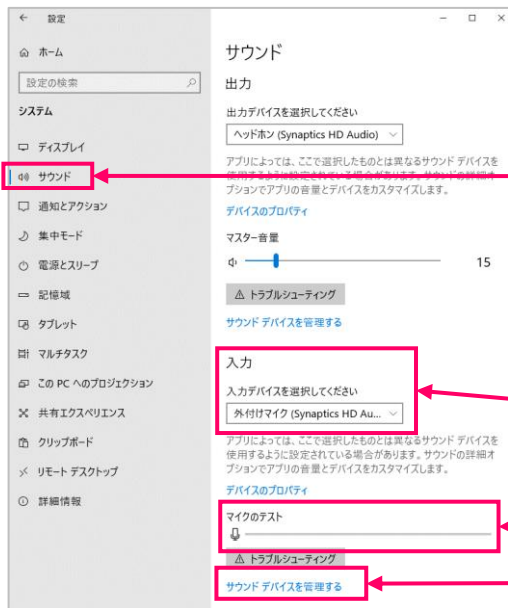 設定
ホーム
設定の検索
システム
ディスプレイ
サウンド
通知とアクション
集中モード
電源とスリープ
記憶域
タブレット
マルチタスク
この PC へのプロジェクション
共有エクスペリエンス
クリップボード
リモート デスクトップ
詳細情報
サウンド
出力
出力デバイスを選択してください
ヘッドホン (Synaptics HD Audio)
アプリによっては、ここで選択したものとは異なるサウンド デバイスを
使用するように設定されている場合があります。サウンドの詳細オ
プションでアプリの音量とデバイスをカスタマイズします。
デバイスのプロパティ
マスター音量
15
トラブルシューティング
サウンド デバイスを管理する
入力
入力デバイスを選択してください
外付けマイク (Synaptics HD Au...
アプリによっては、ここで選択したものとは異なるサウンド デバイスを
使用するように設定されている場合があります。サウンドの詳細オ
プションでアプリの音量とデバイスをカスタマイズします。
デバイスのプロパティ
マイクのテスト
トラブルシューティング
サウンド デバイスを管理する